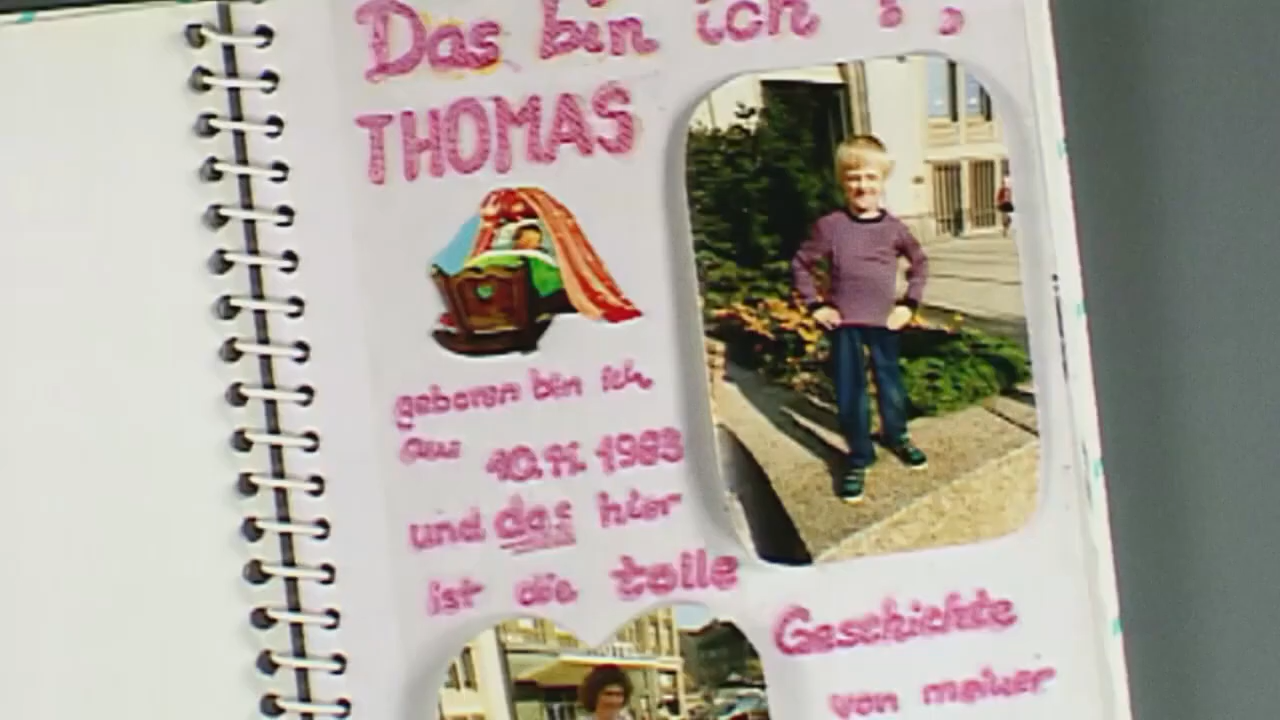 Das bin ich : ,
THOMAS
geboren bin ich
am 10.11.1983
und das hier
ist die tolle
Geschichte
von meiner